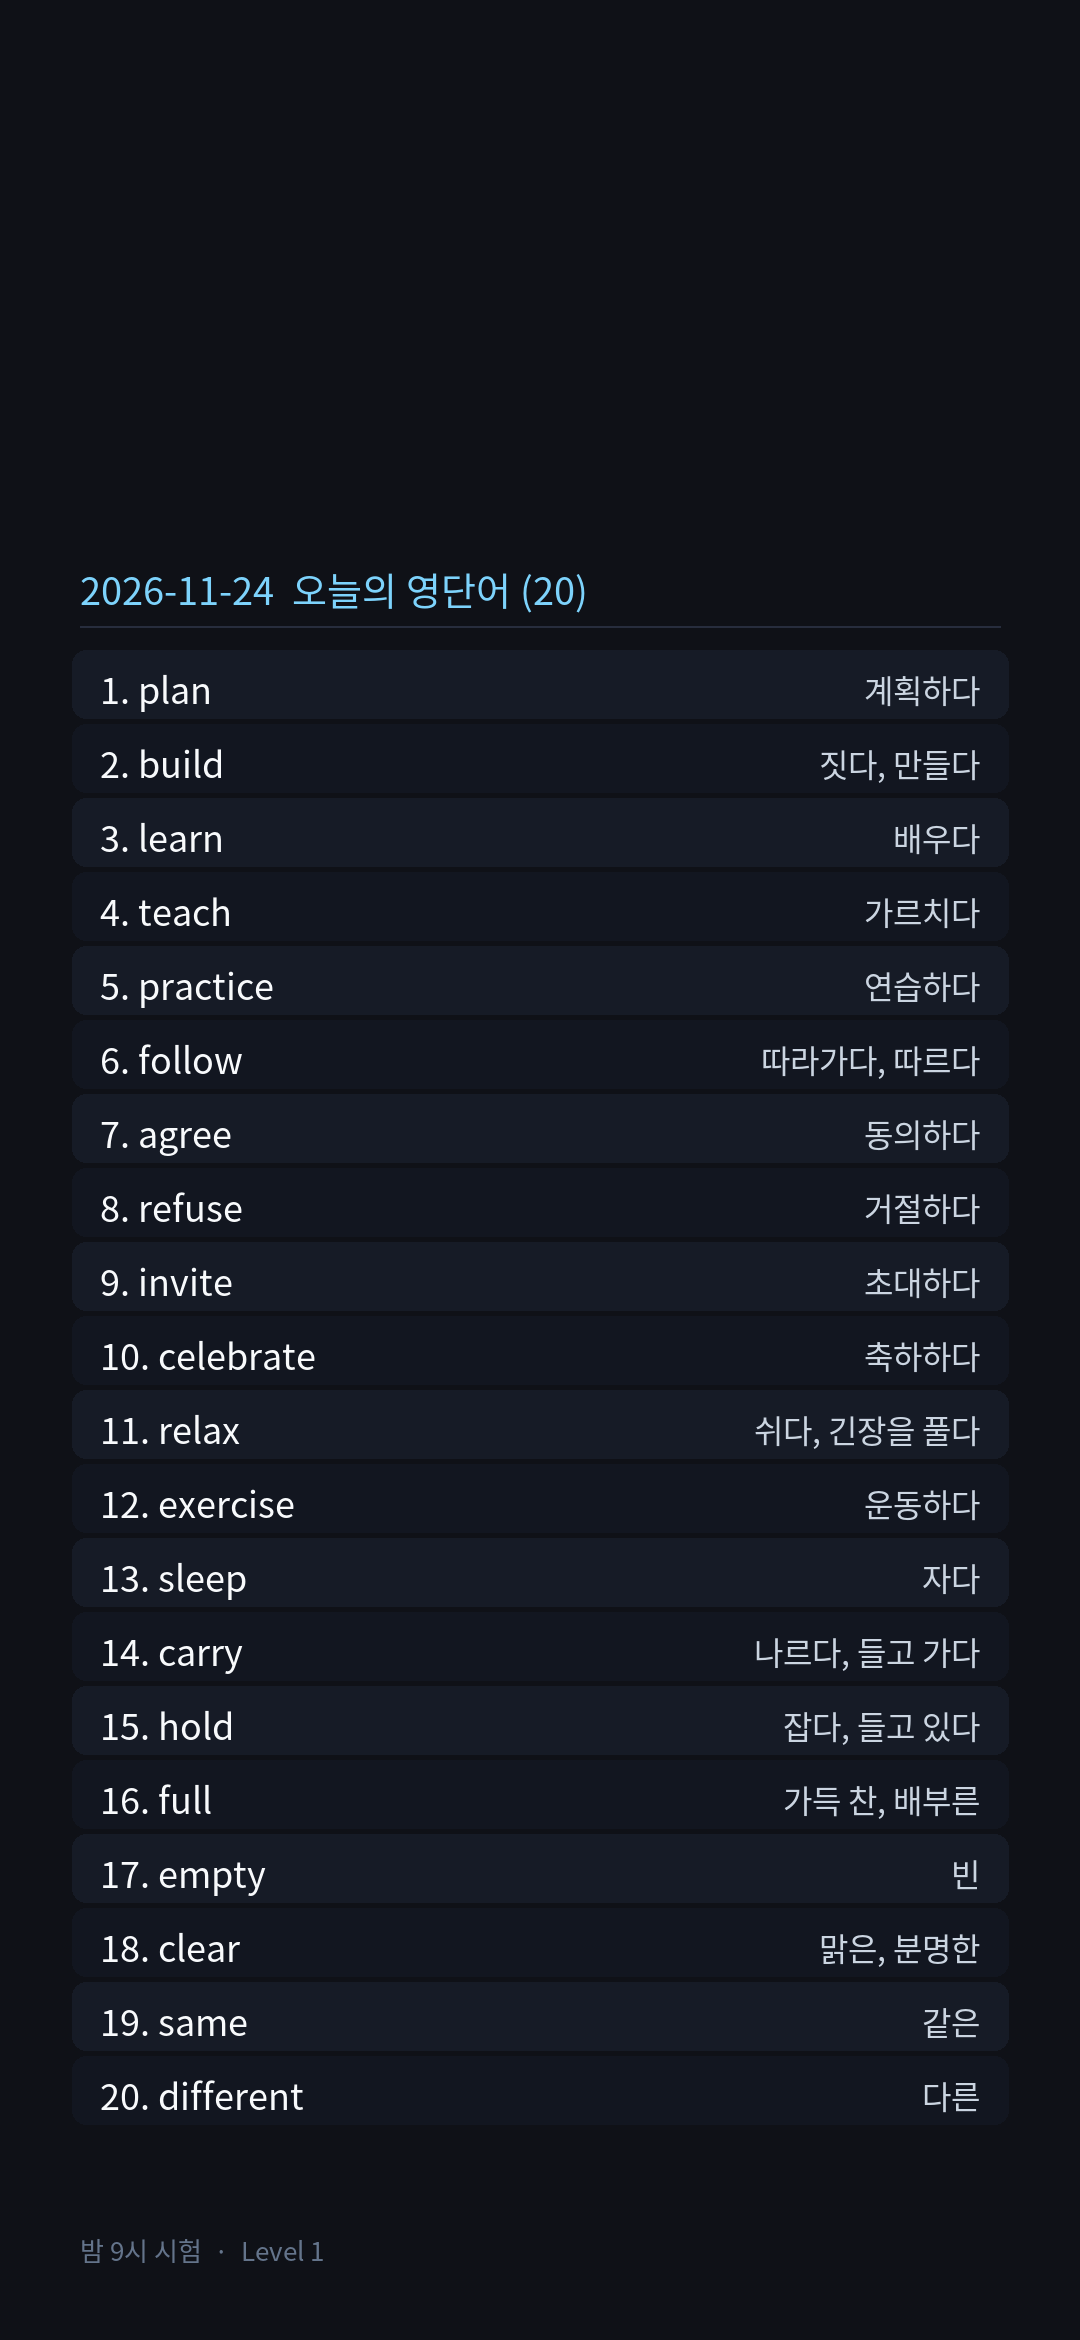 2026-11-24 오늘의 영단어 (20)
1. plan 계획하다
2. build 짓다, 만들다
3. learn 배우다
4. teach 가르치다
5. practice 연습하다
6. follow 따라가다, 따르다
7. agree 동의하다
8. refuse 거절하다
9. invite 초대하다
10. celebrate 축하하다
11. relax 쉬다, 긴장을 풀다
12. exercise 운동하다
13. sleep 자다
14. carry 나르다, 들고 가다
15. hold 잡다, 들고 있다
16. full 가득 찬, 배부른
17. empty 빈
18. clear 맑은, 분명한
19. same 같은
20. different 다른
밤 9시 시험 · Level 1